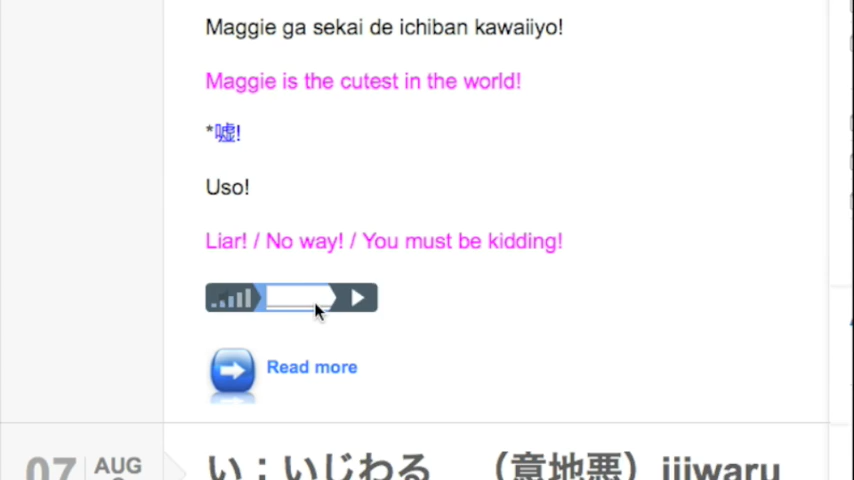 Maggie ga sekai de ichiban kawaiiyo!
Maggie is the cutest in the world!
*嘘!
Uso!
Liar! / No way! / You must be kidding!
Read more
07 AUG
い：いじわる （意地悪）ijiwaru